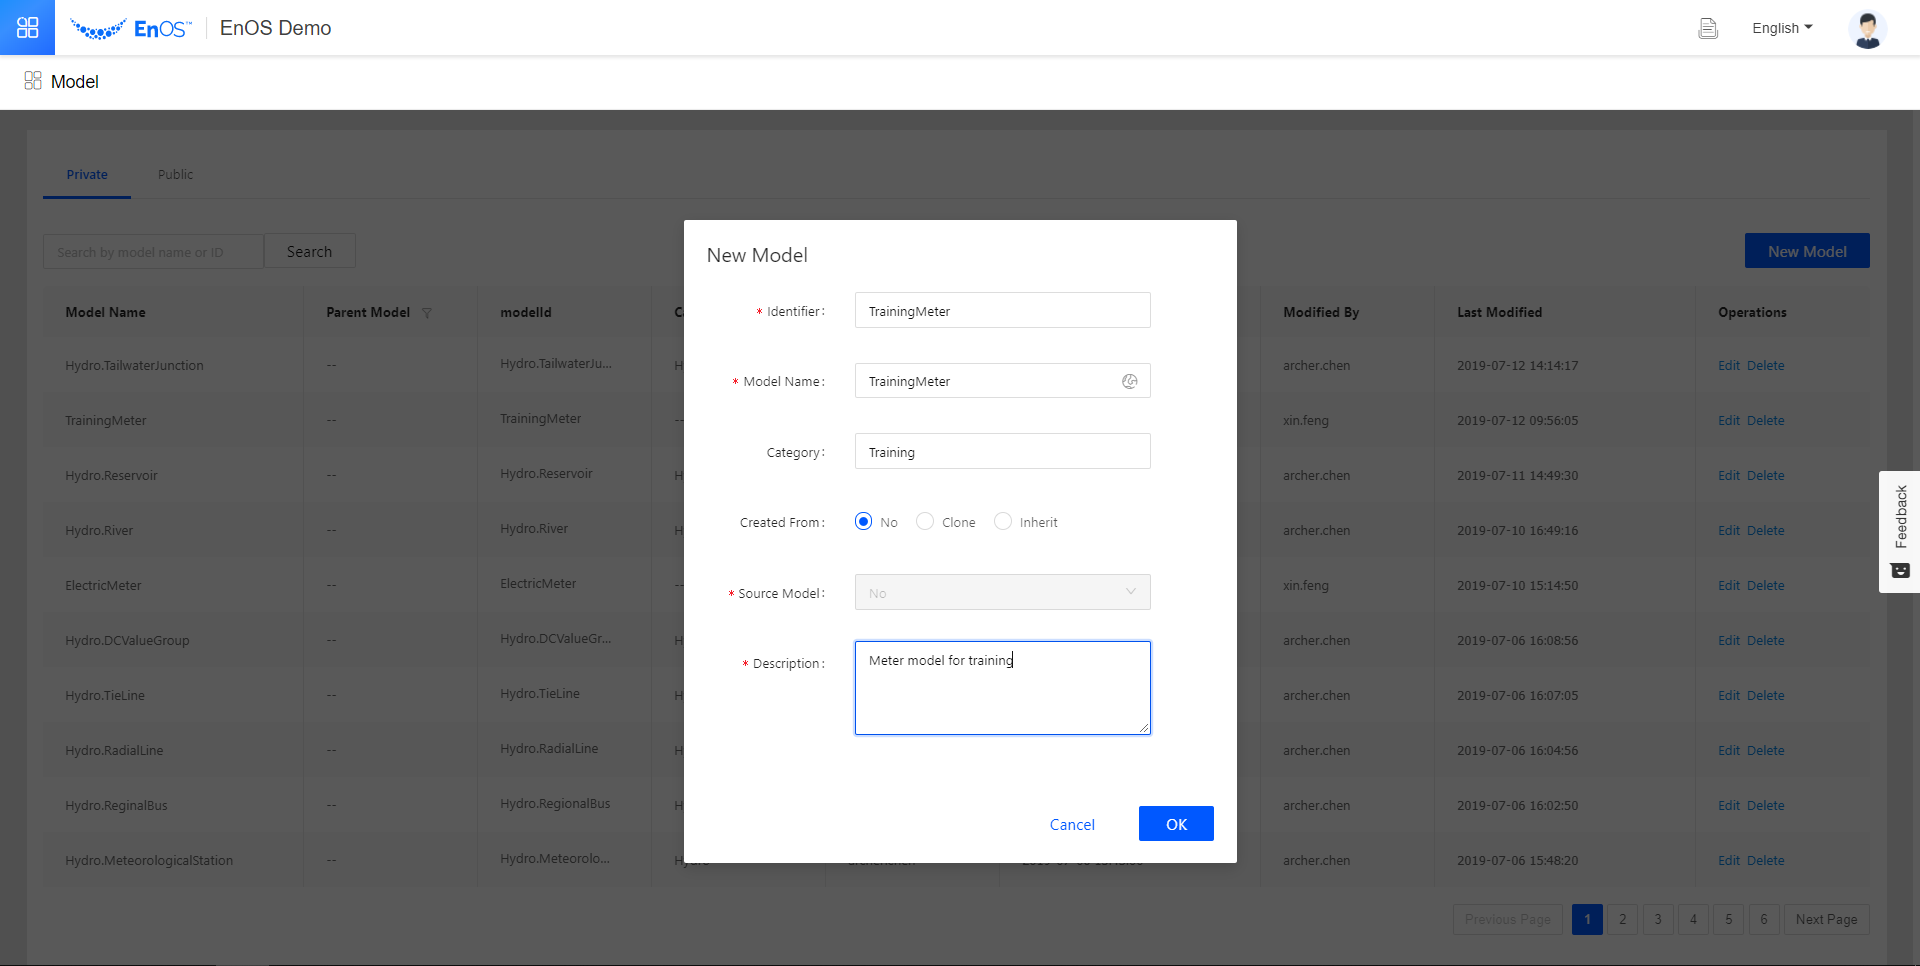 EnOS™ EnOS Demo English
Model
Private Public
Search by model name or ID Search New Model
Model Name Parent Model modelId Modified By Last Modified Operations
Hydro.TailwaterJunction -- Hydro.TailwaterJu... archer.chen 2019-07-12 14:14:17 Edit Delete
TrainingMeter -- TrainingMeter -- xin.feng 2019-07-12 09:56:05 Edit Delete
Hydro.Reservoir -- Hydro.Reservoir archer.chen 2019-07-11 14:49:30 Edit Delete
Hydro.River -- Hydro.River archer.chen 2019-07-10 16:49:16 Edit Delete
ElectricMeter -- ElectricMeter -- xin.feng 2019-07-10 15:14:50 Edit Delete
Hydro.DCValueGroup -- Hydro.DCValueGr... archer.chen 2019-07-06 16:08:56 Edit Delete
Hydro.TieLine -- Hydro.TieLine archer.chen 2019-07-06 16:07:05 Edit Delete
Hydro.RadialLine -- Hydro.RadialLine archer.chen 2019-07-06 16:04:56 Edit Delete
Hydro.ReginalBus -- Hydro.RegionalBus archer.chen 2019-07-06 16:02:50 Edit Delete
Hydro.MeteorologicalStation -- Hydro.Meteorolo... archer.chen 2019-07-06 15:48:20 Edit Delete
Previous Page 1 2 3 4 5 6 Next Page
New Model
* Identifier: TrainingMeter
* Model Name: TrainingMeter
Category: Training
Created From: No Clone Inherit
* Source Model: No
* Description: Meter model for training
Cancel OK
Feedback